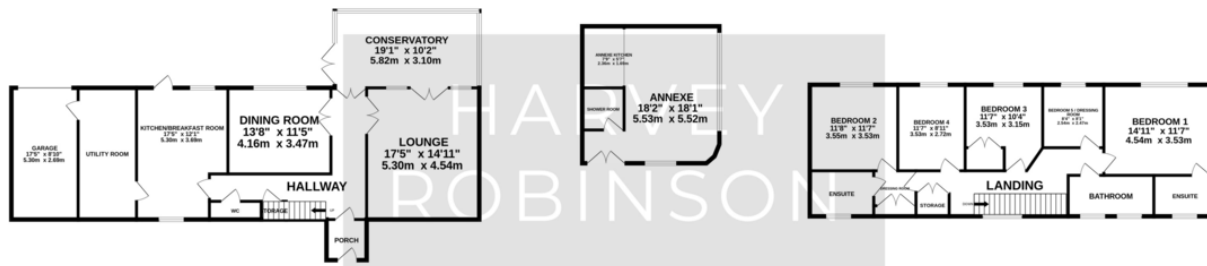 CONSERVATORY
19'1" x 10'2"
5.82m x 3.10m
KITCHEN/BREAKFAST ROOM
17'5" x 12'1"
5.30m x 3.69m
DINING ROOM
13'8" x 11'5"
4.16m x 3.47m
LOUNGE
17'5" x 14'11"
5.30m x 4.54m
GARAGE
17'5" x 8'10"
5.30m x 2.69m
UTILITY ROOM
HALLWAY
WC
STORAGE
UP
PORCH
ANNEXE KITCHEN
SHOWER ROOM
ANNEXE
18'2" x 18'1"
5.53m x 5.52m
BEDROOM 2
11'8" x 11'7"
3.55m x 3.53m
BEDROOM 4
11'7" x 8'11"
3.53m x 2.72m
BEDROOM 3
11'7" x 10'4"
3.53m x 3.15m
BEDROOM 5 / DRESSING
ROOM
BEDROOM 1
14'11" x 11'7"
4.54m x 3.53m
ENSUITE
DRESSING ROOM
STORAGE
LANDING
DOWN
BATHROOM
ENSUITE
HARVEY
ROBINSON